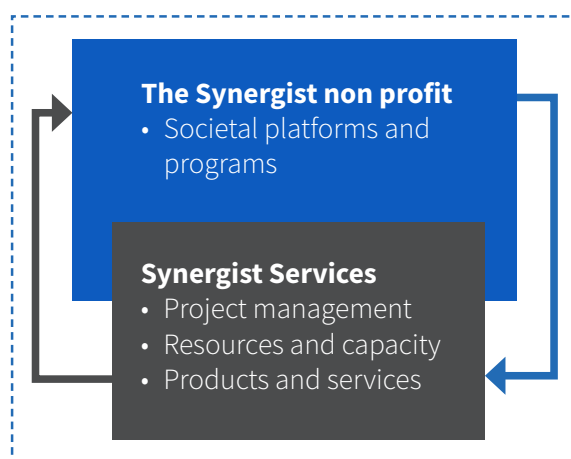 The Synergist non profit
• Societal platforms and
programs
Synergist Services
• Project management
• Resources and capacity
• Products and services